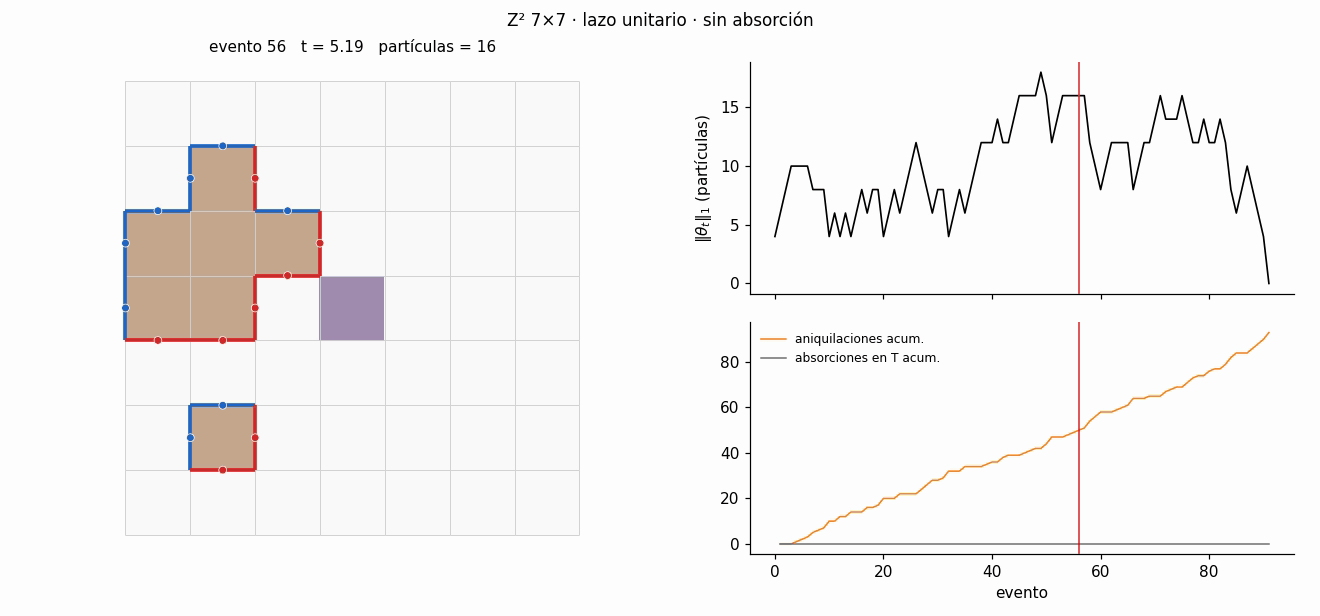 Z² 7×7 · lazo unitario · sin absorción
evento 56   t = 5.19   partículas = 16
‖θₜ‖₁ (partículas)
15
10
5
0
aniquilaciones acum.
absorciones en T acum.
80
60
40
20
0
0 20 40 60 80
evento